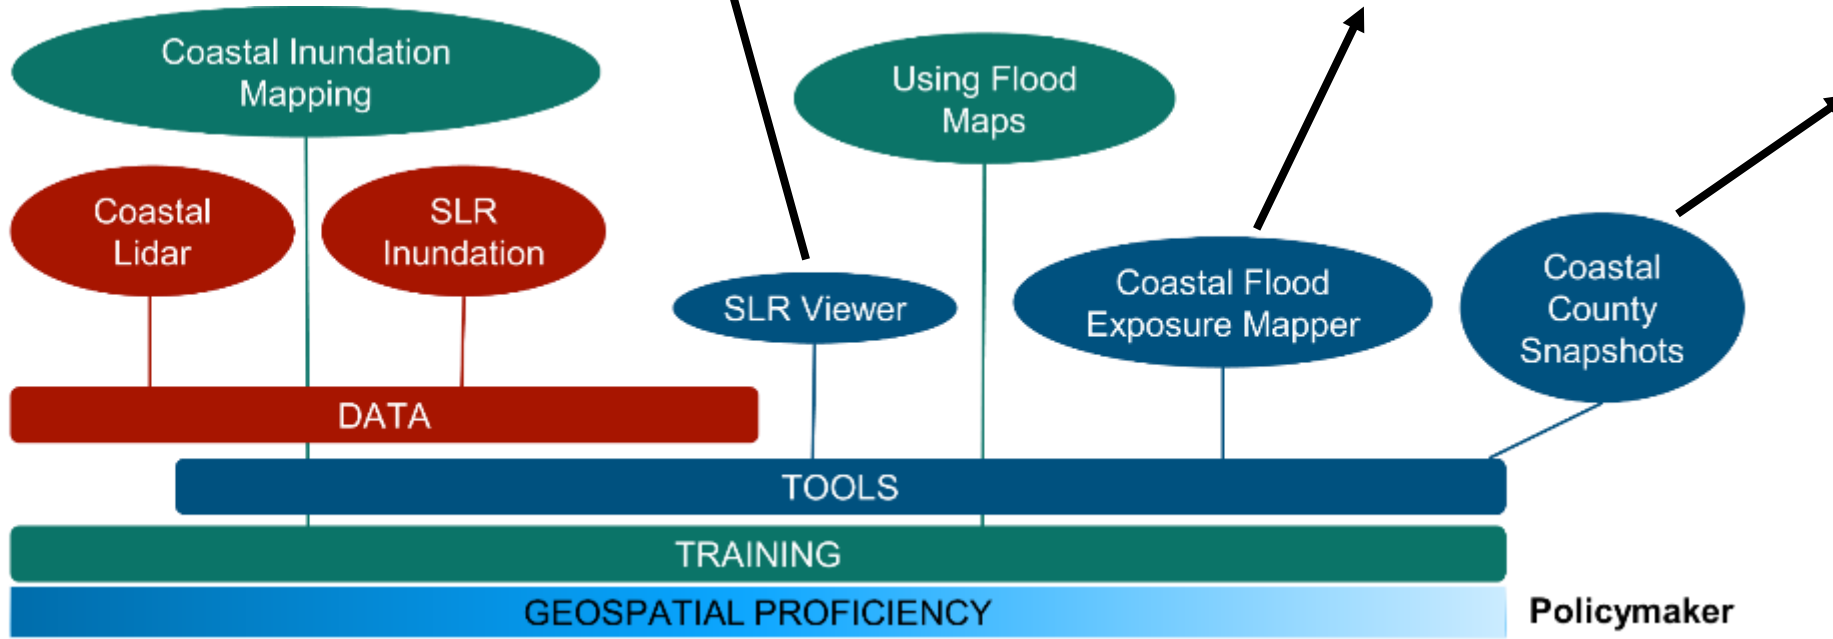 Coastal Inundation
Mapping
Using Flood
Maps
Coastal
Lidar
SLR
Inundation
SLR Viewer
Coastal Flood
Exposure Mapper
Coastal
County
Snapshots
DATA
TOOLS
TRAINING
GEOSPATIAL PROFICIENCY
Policymaker